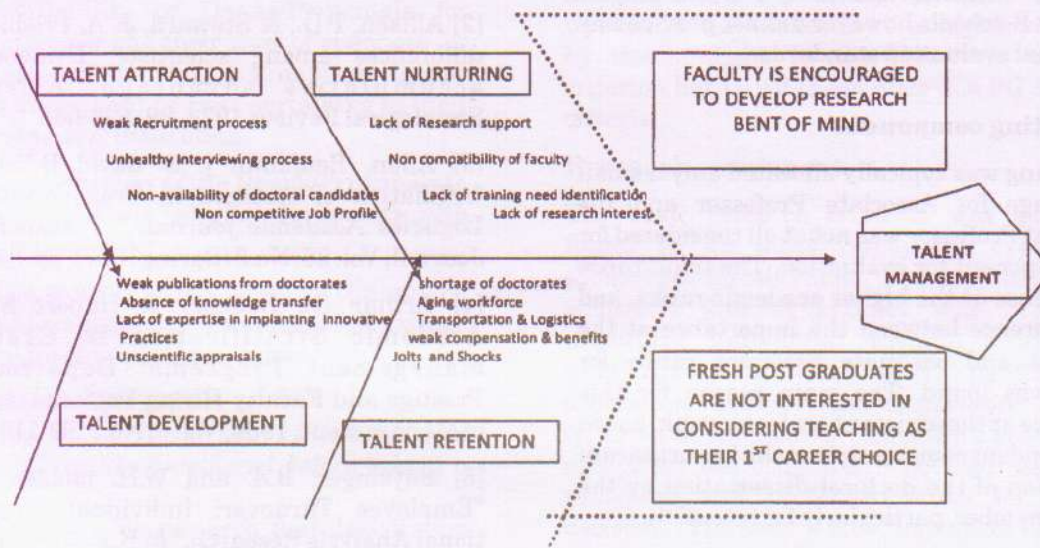 TALENT ATTRACTION
Weak Recruitment process
Unhealthy Interviewing process
Non-availability of Doctoral candidates
Non competitive Job Profile
TALENT NURTURING
Lack of Research support
Non compatibility of faculty
Lack of training need identification
Lack of research interest
FACULTY IS ENCOURAGED
TO DEVELOP RESEARCH
BENT OF MIND
TALENT
MANAGEMENT
Weak publications from doctorates
Absence of knowledge transfer
Lack of expertise in implanting innovative
Practices
Unscientific appraisals
TALENT DEVELOPMENT
Shortage of doctorates
Aging workforce
Transportation & Logistics
weak compensation & benefits
Jolts and Shocks
TALENT RETENTION
FRESH POST GRADUATES
ARE NOT INTERESTED IN
CONSIDERING TEACHING AS
THEIR 1ST CAREER CHOICE